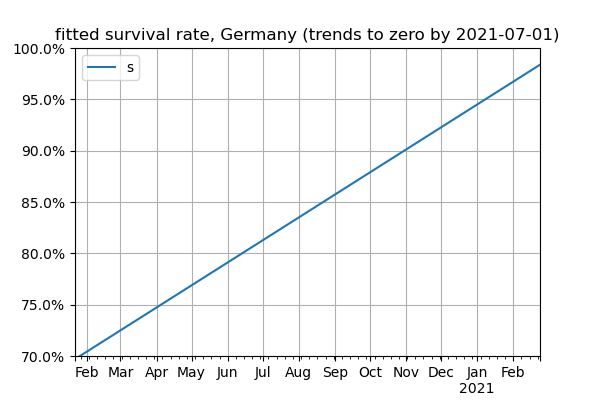 fitted survival rate, Germany (trends to zero by 2021-07-01)
100.0%
s
95.0%
90.0%
85.0%
80.0%
75.0%
70.0%
Feb Mar Apr May Jun Jul Aug Sep Oct Nov Dec Jan Feb
2021